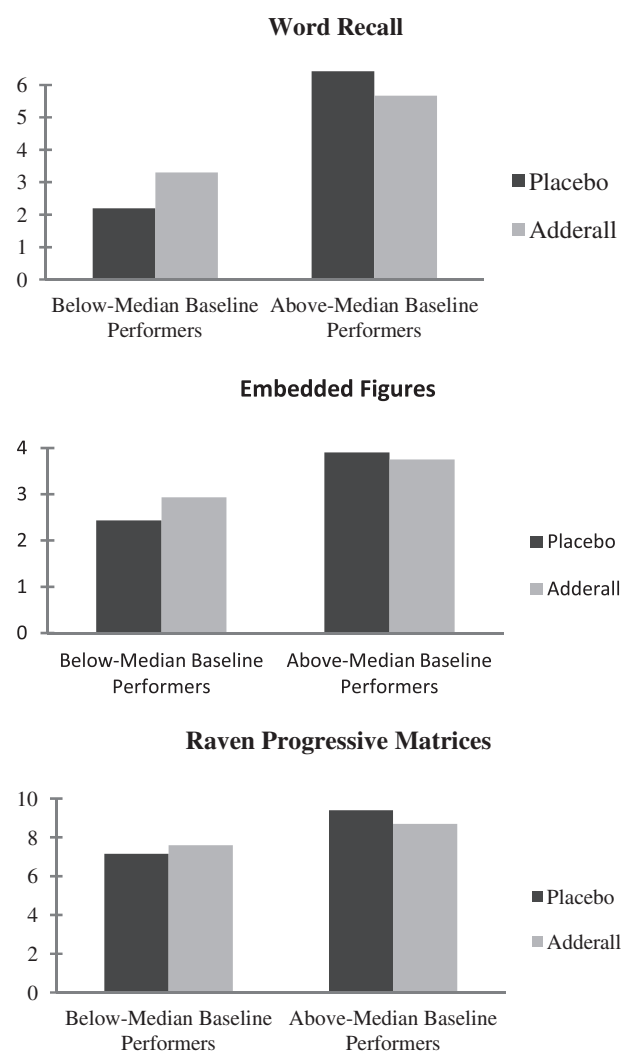 Word Recall
6
5
4
3
2
1
0
Placebo
Adderall
Below-Median Baseline Performers
Above-Median Baseline Performers
Embedded Figures
4
3
2
1
0
Placebo
Adderall
Below-Median Baseline Performers
Above-Median Baseline Performers
Raven Progressive Matrices
10
8
6
4
2
0
Placebo
Adderall
Below-Median Baseline Performers
Above-Median Baseline Performers